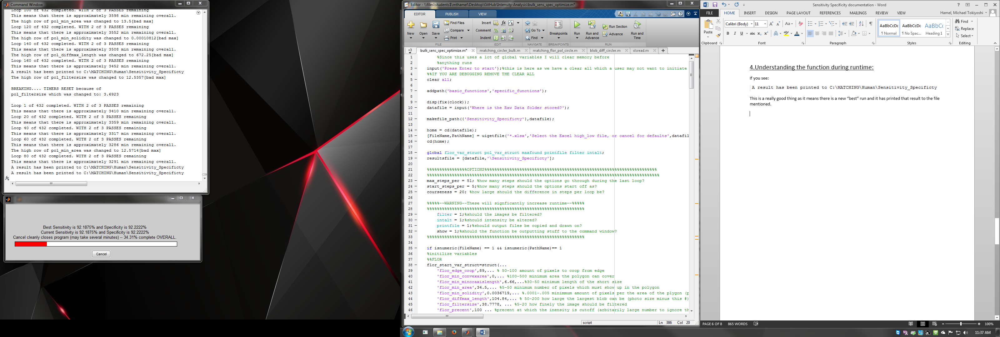 Command Window
Loop 100 of 432 completed. WITH 2 of 3 PASSES remaining
This means that there is approximately 3598 min remaining overall.
The high row of pol_min_area was changed to 13.5[bad max]
Loop 120 of 432 completed. WITH 2 of 3 PASSES remaining
This means that there is approximately 3552 min remaining overall.
The high row of pol_min_solidity was changed to 0.00010812[bad max]
Loop 140 of 432 completed. WITH 2 of 3 PASSES remaining
This means that there is approximately 3508 min remaining overall.
The high row of pol_diffmax_length was changed to 672.25[bad max]
Loop 160 of 432 completed. WITH 2 of 3 PASSES remaining
This means that there is approximately 3452 min remaining overall.
A result has been printed to C:\MATCHING\Human\Sensitivity_Specificty
The high row of pol_filtersize was changed to 12.5357[bad max]
BREAKING.... TIMERS RESET because of
pol_filtersize which was changed to: 3.6923
Loop 1 of 432 completed. WITH 2 of 3 PASSES remaining
This means that there is approximately 3410 min remaining overall.
Loop 20 of 432 completed. WITH 2 of 3 PASSES remaining
This means that there is approximately 3359 min remaining overall.
Loop 40 of 432 completed. WITH 2 of 3 PASSES remaining
This means that there is approximately 3317 min remaining overall.
Loop 60 of 432 completed. WITH 2 of 3 PASSES remaining
This means that there is approximately 3286 min remaining overall.
The high row of pol_min_area was changed to 12.5714[bad max]
Loop 80 of 432 completed. WITH 2 of 3 PASSES remaining
This means that there is approximately 3291 min remaining overall.
A result has been printed to C:\MATCHING\Human\Sensitivity_Specificty
A result has been printed to C:\MATCHING\Human\Sensitivity_Specificty
fx
Best Sensitivity is 92.1875% and Specificity is 92.2222%
Current Sensitivity is 92.1875% and Specificity is 92.2222%
Cancel cleanly closes program (may take several minutes) -- 34.31% complete OVERALL.
Cancel
Editor - \\files\students$\mthamel\Desktop\GitHub\Intensity-Analysis\bulk_sens_spec_optimize.m*
EDITOR PUBLISH VIEW
New Open Save Find Files Compare Print Insert Comment Indent fx Go To Find Breakpoints Run Run and Advance Run Section Advance Run and Time
FILE EDIT NAVIGATE BREAKPOINTS RUN
+3 bulk_sens_spec_optimize.m* matching_circler_bulk.m matching_flor_pol_circle.m blob_diff_circler.m xlsread.m
1 %Since this uses a lot of global variables I will clear memory before
2 %anything runs
3 input('Press Enter to start');%this is here as we have a clear all which a user may not want to initiate
4 %%IF YOU ARE DEBUGGING REMOVE THE CLEAR ALL
5 clear all;
6
7 addpath('basic_functions','specific_functions');
8
9 disp(fix(clock));
10 datafile = input('Where is the Raw Data folder stored?');
11
12 makefile_path({'Sensitivity_Specificty'},datafile);
13
14 home = cd(datafile);
15 [FileName,PathName] = uigetfile('*.xlsx','Select the Excel high_low file, or cancel for defaults',datafil
16 cd(home);
17
18 global flor_var_struct pol_var_struct maxfound printfile filter intalt;
19 resultsfile = [datafile,'\Sensitivity_Specificty'];
20
21 %%%%%%%%%%%%%%%%OPTIONS%%%%%%%%%%%%%%%%%%%%%%%%%%%%%%%%%%%%%%%%%%%%%%%%%%%%%%%%%%%%%%%%%%%%%%%
22 %%%%%%%%%%%%%%%%%%%%%%%%%%%%%%%%%%%%%%%%%%%%%%%%%%%%%%%%%%%%%%%%%%%%%%%%%%%%%%%%%%%%%%%%%%%%%%%
23 max_steps_per = 51; %how many steps should the options go through during the last loop?
24 start_steps_per = 5;%how many steps should the options start off as?
25 courseness = 20; %how large should the difference in steps per loop be?
26
27 %%%%%~~WARNING--These will signficantly increase runtime~~%%%%%
28 %%%%%%%%%%%%%%%%%%%%%%%%%%%%%%%%%%%%%%%%%%%%%%%%%%%%%%%%%%%%%%%
29 filter = 1;%should the images be filtered?
30 intalt = 1;%should intensity be altered?
31 printfile = 1;%should output files be copied and drawn on?
32 show = 1;%should the function be outputting stuff to the command window?
33 %%%%%%%%%%%%%%%%%%%%%%%%%%%%%%%%%%%%%%%%%%%%%%%%%%%%%%%%%%%%%%%
34
35 if isnumeric(FileName) == 1 && isnumeric(PathName)== 1
36 %initilize variables
37 %%FLOR
38 flor_start_var_struct=struct(...
39 'flor_edge_crop',89,... % 50-100 amount of pixels to crop from edge
40 'flor_min_convexarea',0,... %100-500 minimum area the polygon can cover
41 'flor_min_minoraxislength',6.66,...%30-50 minimum length of the short size
42 'flor_min_area',34.5,... %5-50 minimum number of pixels which must show up in the polygon
43 'flor_min_solidity',0.0036719,... %.0001-.005 minimmum amount of pixels per the area of the plygon (p
44 'flor_diffmax_length',104.84,... % 50-200 how large the largest blob can be (photo size minus this #)
45 'flor_filtersize',38.7778, ... %5-20 how finely the image should be filtered
46 'flor_precent',100 ... %precent at which the inensity is cutoff (arbitarily large number to ignore th
script Ln 386 Col 20
Sensitivity Specificity documentation - Word
FILE HOME INSERT DESIGN PAGE LAYOUT REFERENCES MAILINGS REVIEW VIEW Hamel, Michael Tokiyoshi
Paste Calibri (Body) 11 AaBbCcDc AaBbCcDc AaBbCc Find
¶ Normal ¶ No Spac... Heading 1 Replace
Select
Clipboard Font Paragraph Styles Editing
4.Understanding the function during runtime:
If you see:
A result has been printed to C:\MATCHING\Human\Sensitivity_Specificty
This is a really good thing as it means there is a new “best” run and it has printed that result to the file
mentioned.
PAGE 6 OF 8 865 WORDS 100%
11:37 AM